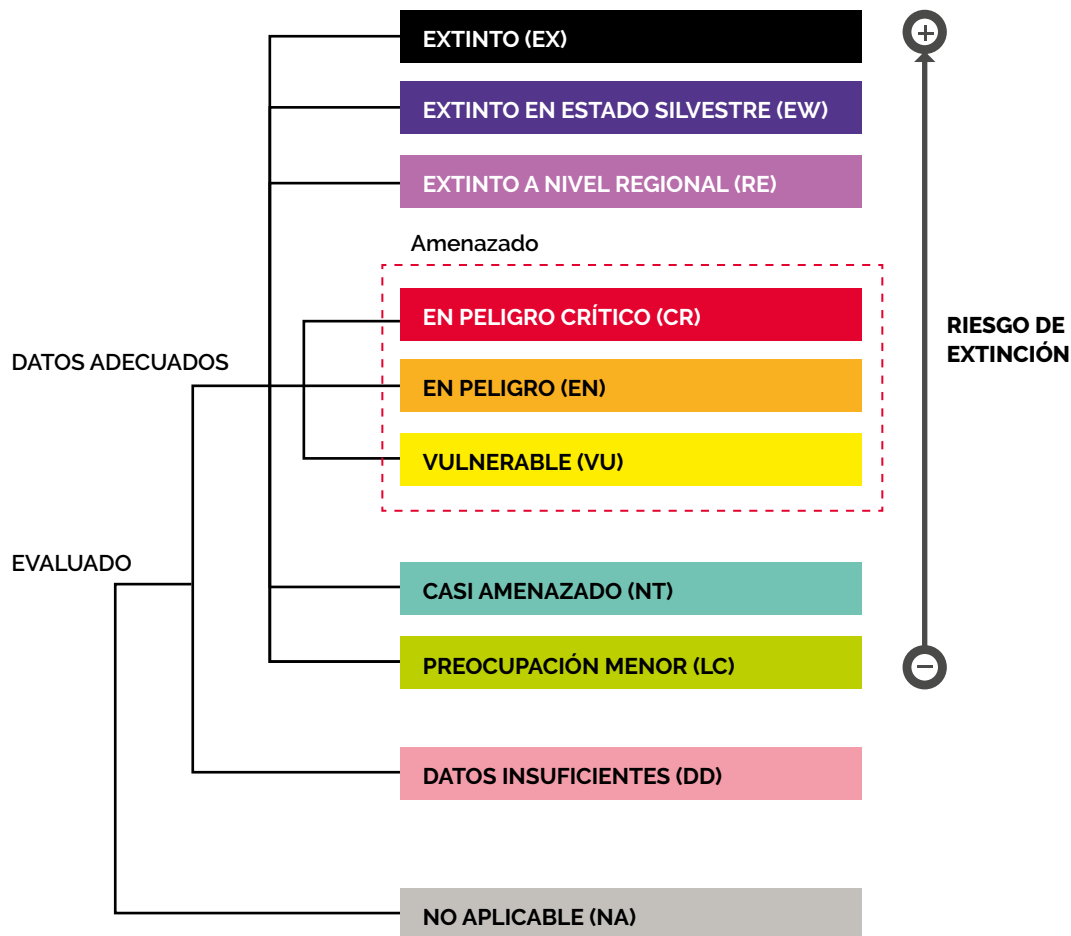 EXTINTO (EX)
EXTINTO EN ESTADO SILVESTRE (EW)
EXTINTO A NIVEL REGIONAL (RE)
Amenazado
EN PELIGRO CRÍTICO (CR)
RIESGO DE
EXTINCIÓN
DATOS ADECUADOS
EN PELIGRO (EN)
VULNERABLE (VU)
EVALUADO
CASI AMENAZADO (NT)
PREOCUPACIÓN MENOR (LC)
DATOS INSUFICIENTES (DD)
NO APLICABLE (NA)